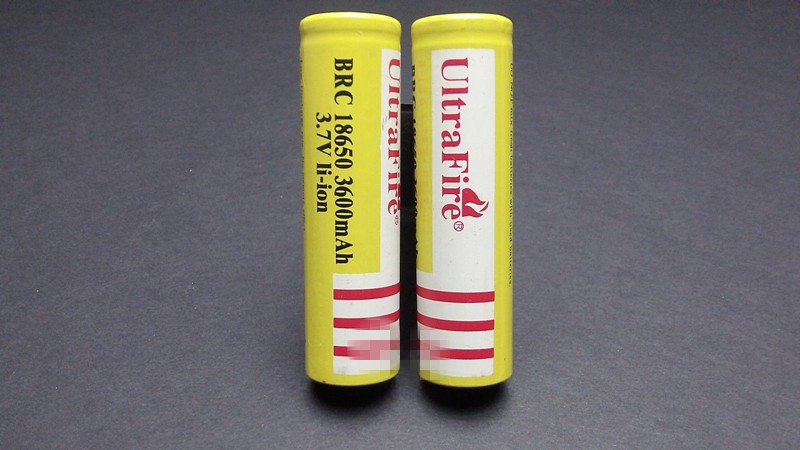 BRC 18650 3600mAh
3.7V li-ion
UltraFire®
UltraFire®